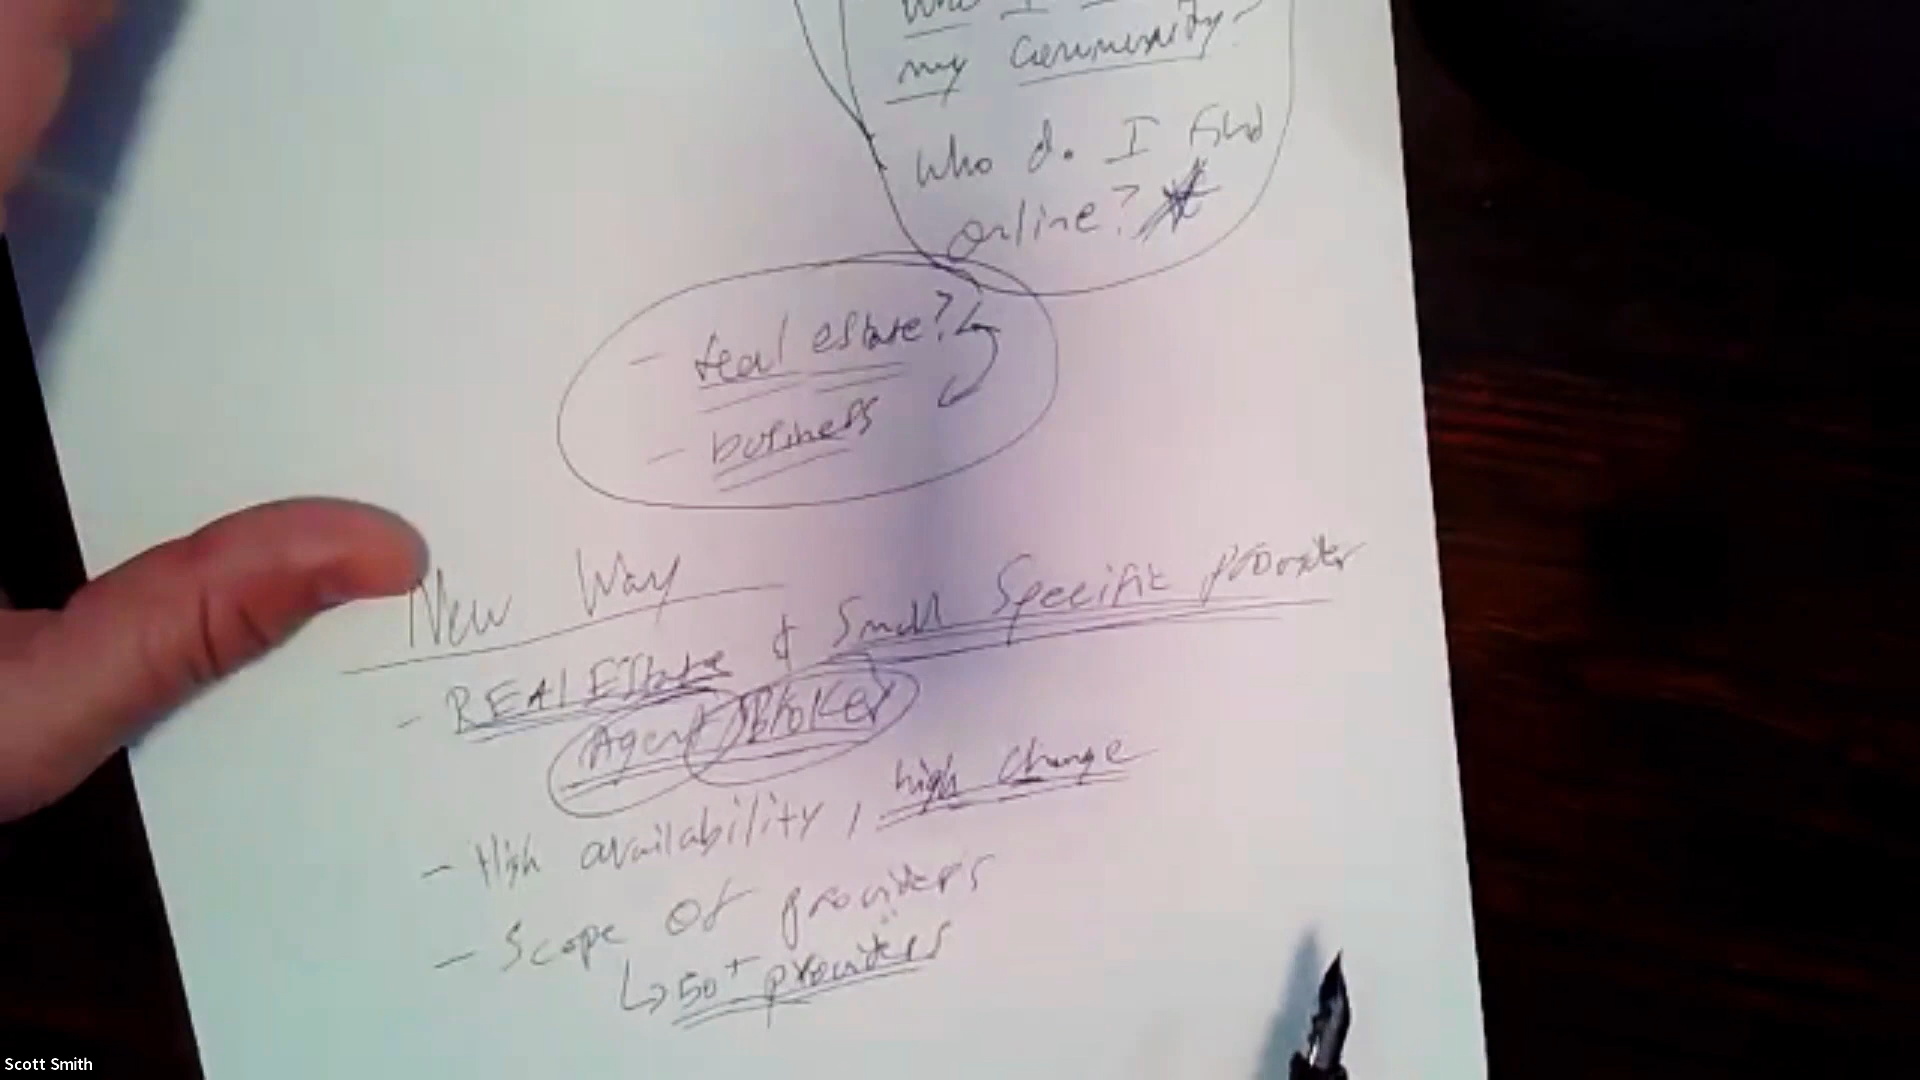 Who I
my community?
Who do I find
online?
- real estate?
- business
New Way
- REAL EState & Small Specific provider
Agent Broker
- High availability, high change
- Scope of providers
↳ 50+ providers
Scott Smith